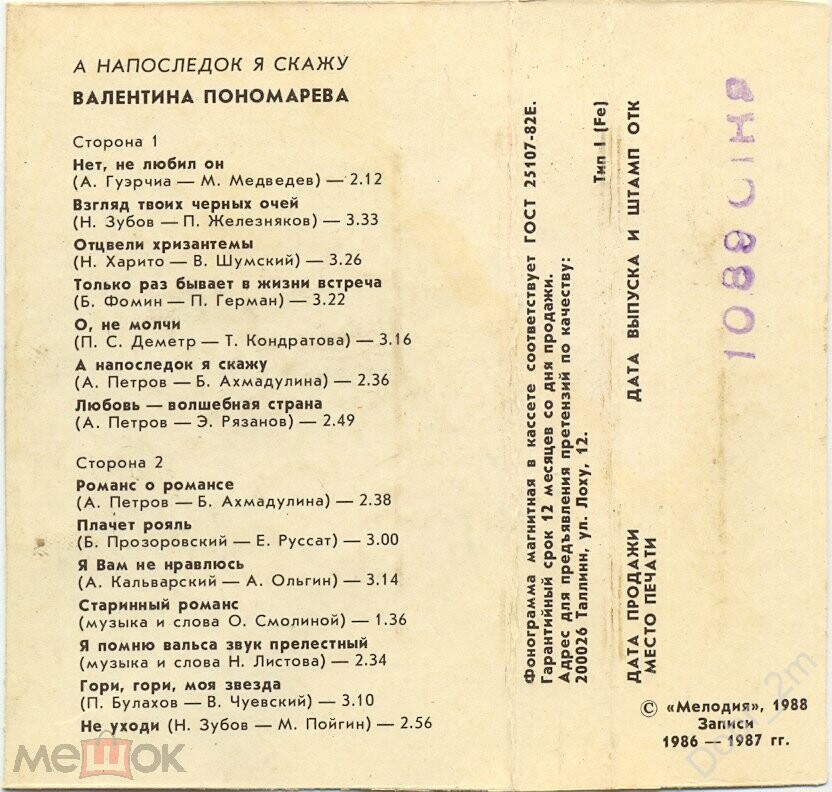 А НАПОСЛЕДОК Я СКАЖУ
ВАЛЕНТИНА ПОНОМАРЕВА
Сторона 1
Нет, не любил он
(А. Гуэрчиа — М. Медведев) — 2.12
Взгляд твоих черных очей
(Н. Зубов — П. Железняков) — 3.33
Отцвели хризантемы
(Н. Харито — В. Шумский) — 3.26
Только раз бывает в жизни встреча
(Б. Фомин — П. Герман) — 3.22
О, не молчи
(П. С. Деметр — Т. Кондратова) — 3.16
А напоследок я скажу
(А. Петров — Б. Ахмадулина) — 2.36
Любовь — волшебная страна
(А. Петров — Э. Рязанов) — 2.49
Сторона 2
Романс о романсе
(А. Петров — Б. Ахмадулина) — 2.38
Плачет рояль
(Б. Прозоровский — Е. Руссат) — 3.00
Я Вам не нравлюсь
(А. Кальварский — А. Ольгин) — 3.14
Старинный романс
(музыка и слова О. Смолиной) — 1.36
Я помню вальса звук прелестный
(музыка и слова Н. Листова) — 2.34
Гори, гори, моя звезда
(П. Булахов — В. Чуевский) — 3.10
Не уходи (Н. Зубов — М. Пойгин) — 2.56
Фонограмма магнитная в кассете соответствует ГОСТ 25107-82Е.
Гарантийный срок 12 месяцев со дня продажи.
Адрес для предъявления претензий по качеству:
200026 Таллинн, ул. Лоху, 12.
Тип I (Fe)
ДАТА ВЫПУСКА И ШТАМП ОТК
ДАТА ПРОДАЖИ
МЕСТО ПЕЧАТИ
1089
© «Мелодия», 1988
Записи
1986 — 1987 гг.
мешок